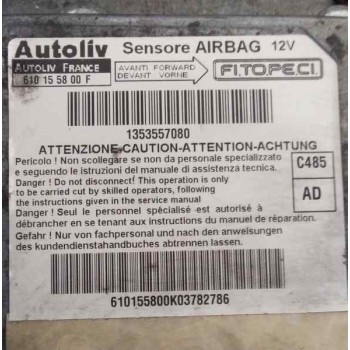 Autoliv Sensore AIRBAG 12V
AUTOLIV FRANCE
610 15 58 00 F
AVANTI FORWARD
DEVANT VORNE
F.I.TO.PE.C.I.
1353557080
ATTENZIONE-CAUTION-ATTENTION-ACHTUNG
Pericolo ! Non scollegare se non da personale specializzato
e seguendo le istruzioni del manuale di assistenza tecnica.
Danger ! Do not disconnect! This operation is only
to be carried cut by skilled operators, following
the instructions given in the service manual
Danger ! Seul le personnel spécialisé est autorisé à
débrancher en se tenant aux instructions du manuel de réparation.
Gefahr ! Nur von fachpersonal und nach den anweisungen
des kundendienstahandbuches abtrennen lassen.
C485
AD
610155800K03782786